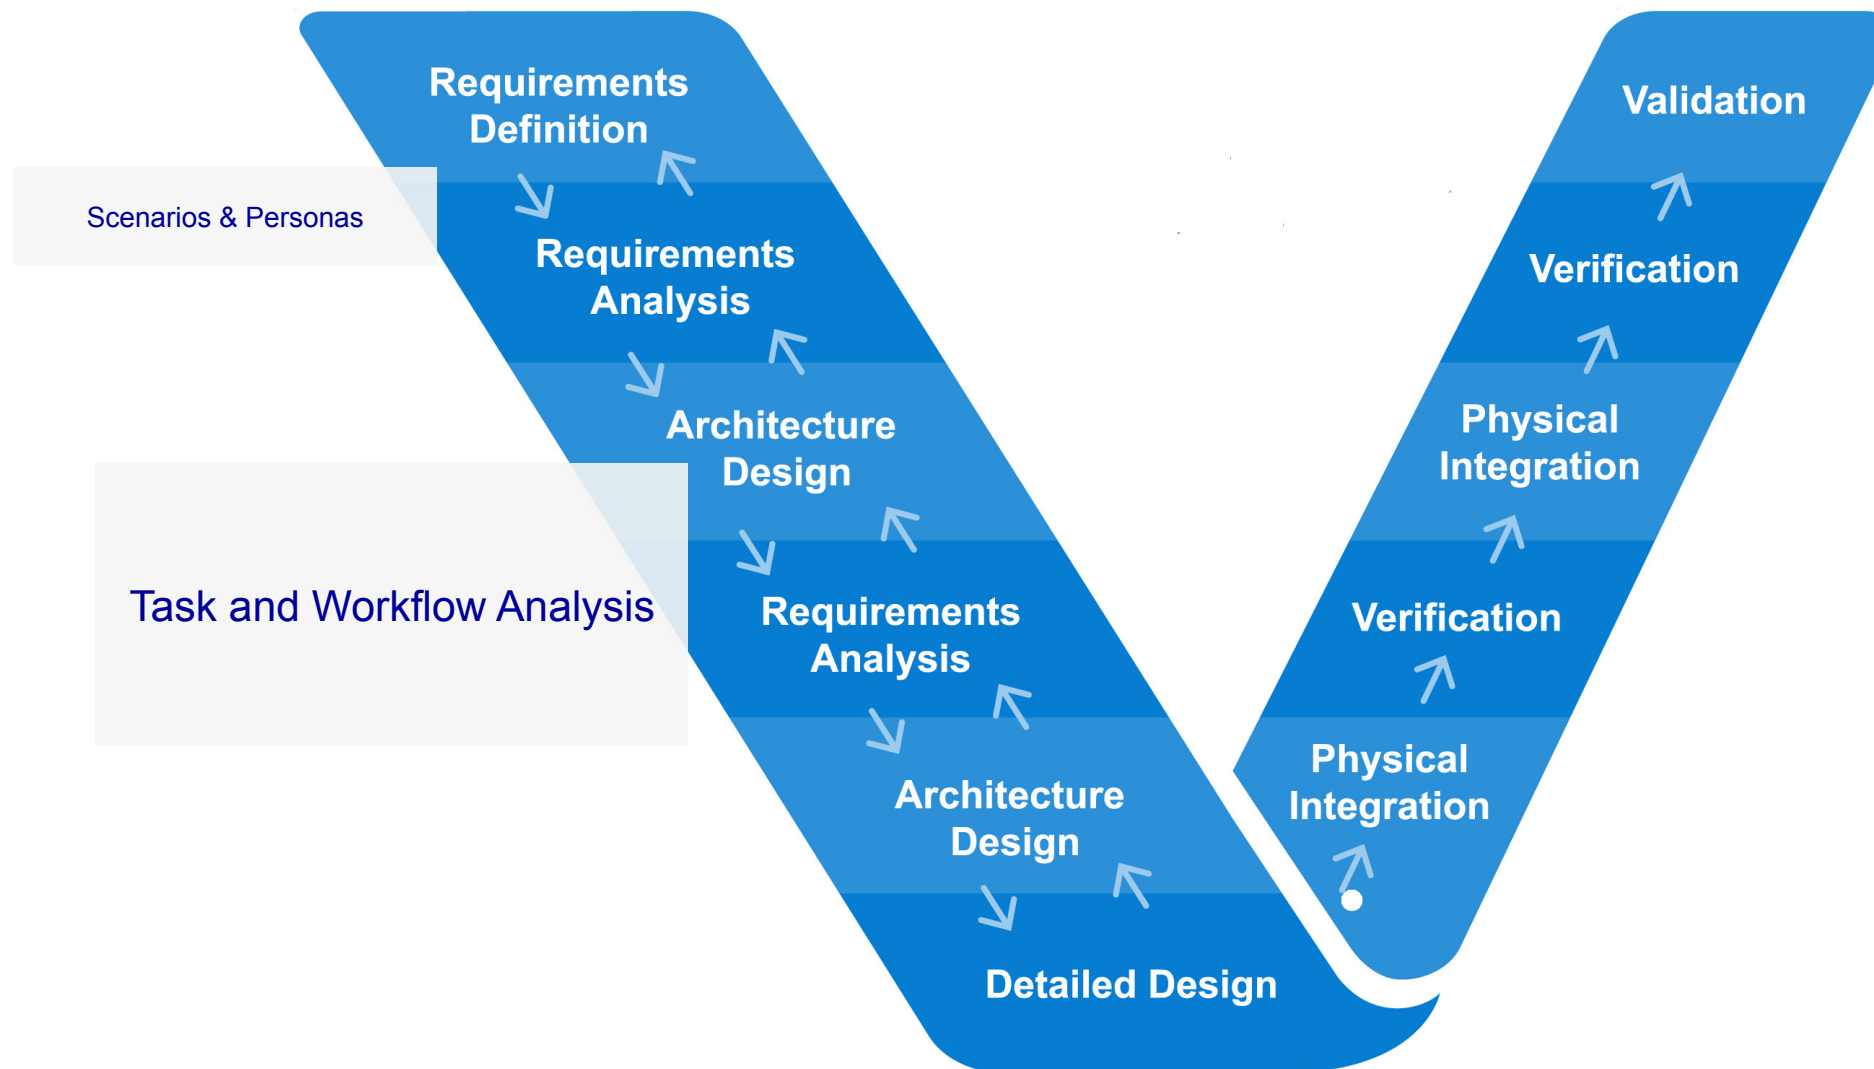 Requirements
Definition
Scenarios & Personas
Requirements
Analysis
Architecture
Design
Task and Workflow Analysis
Requirements
Analysis
Architecture
Design
Detailed Design
Validation
Verification
Physical
Integration
Verification
Physical
Integration